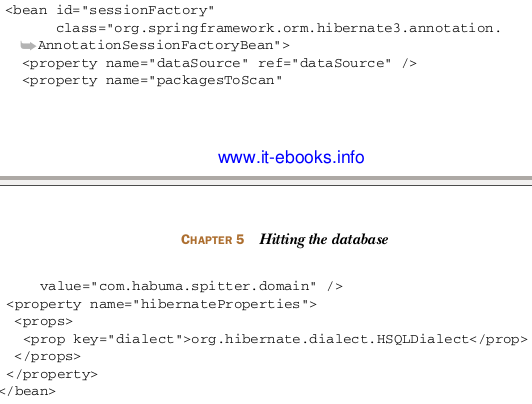 <bean id="sessionFactory"
class="org.springframework.orm.hibernate3.annotation.
➥AnnotationSessionFactoryBean">
<property name="dataSource" ref="dataSource" />
<property name="packagesToScan"
www.it-ebooks.info
CHAPTER 5 Hitting the database
value="com.habuma.spitter.domain" />
<property name="hibernateProperties">
<props>
<prop key="dialect">org.hibernate.dialect.HSQLDialect</prop>
</props>
</property>
</bean>